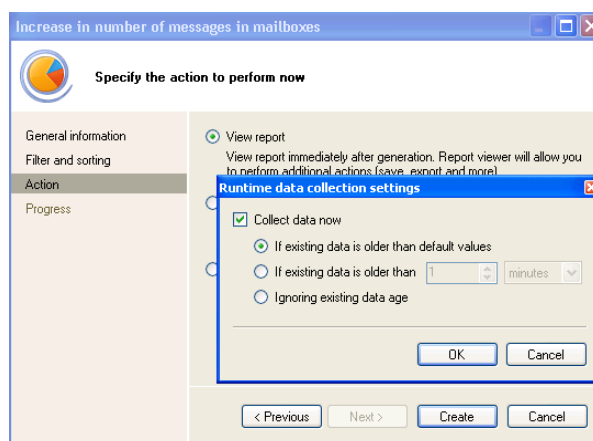 Increase in number of messages in mailboxes
Specify the action to perform now
General information
Filter and sorting
Action
Progress
View report
View report immediately after generation. Report viewer will allow you
to perform additional actions (save, export and more)
Runtime data collection settings
Collect data now
If existing data is older than default values
If existing data is older than 1 minutes
Ignoring existing data age
OK Cancel
< Previous Next > Create Cancel